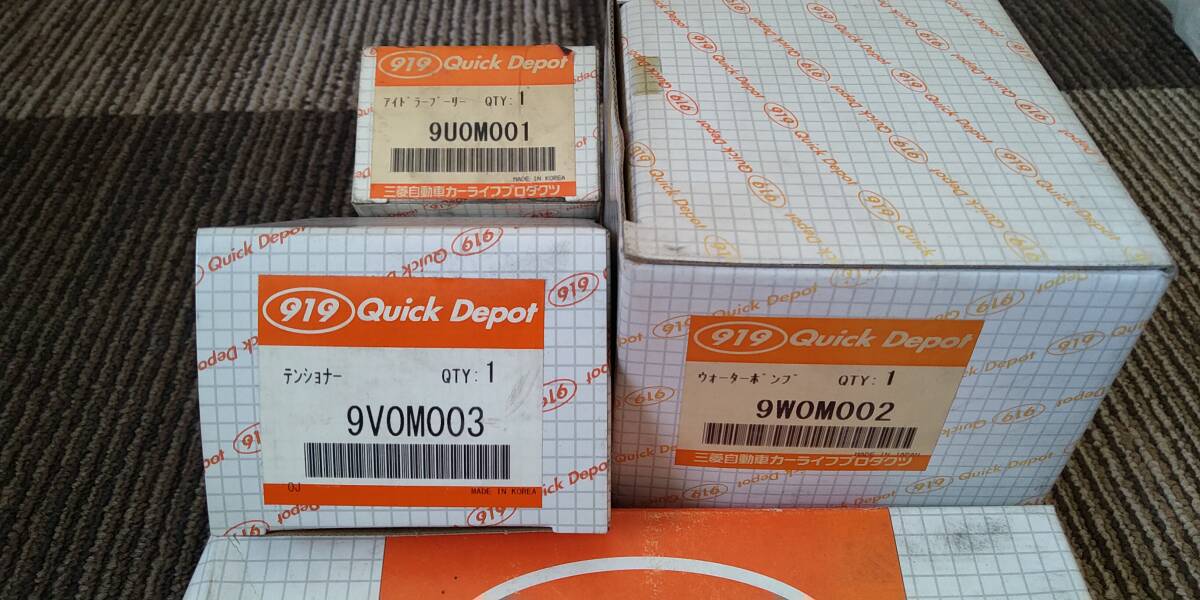 919 Quick Depot
アイドラープーリー QTY: 1
9U0M001
MADE IN KOREA
三菱自動車カーライフプロダクツ
919 Quick Depot
テンショナー QTY: 1
9V0M003
OJ
MADE IN KOREA
919 Quick Depot
ウォーターポンプ QTY: 1
9W0M002
MADE IN JAPAN
三菱自動車カーライフプロダクツ